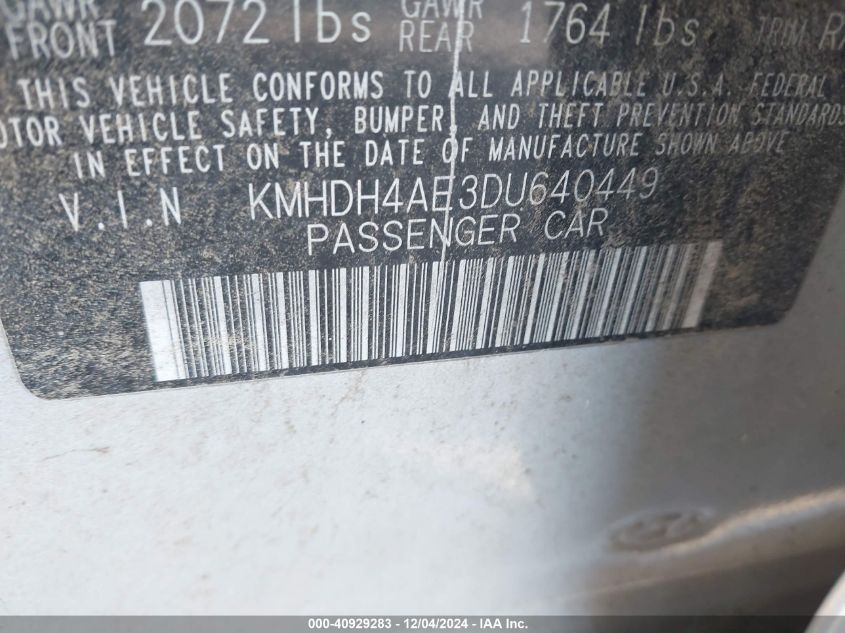 GAWR FRONT 2072 lbs GAWR REAR 1764 lbs TRIM
THIS VEHICLE CONFORMS TO ALL APPLICABLE U.S.A. FEDERAL
OTOR VEHICLE SAFETY, BUMPER, AND THEFT PREVENTION STANDARDS
IN EFFECT ON THE DATE OF MANUFACTURE SHOWN ABOVE
V.I.N KMHDH4AE3DU640449
PASSENGER CAR
000-40929283 - 12/04/2024 - IAA Inc.